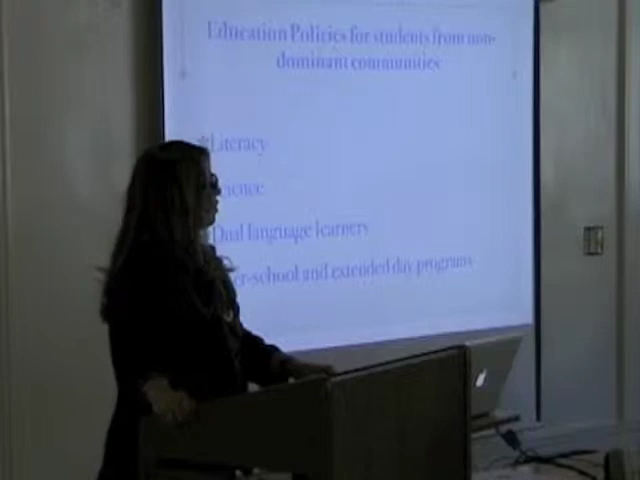 Education Policies for students from non-
dominant communities
Literacy
Dual language learners
-school and extended day programs